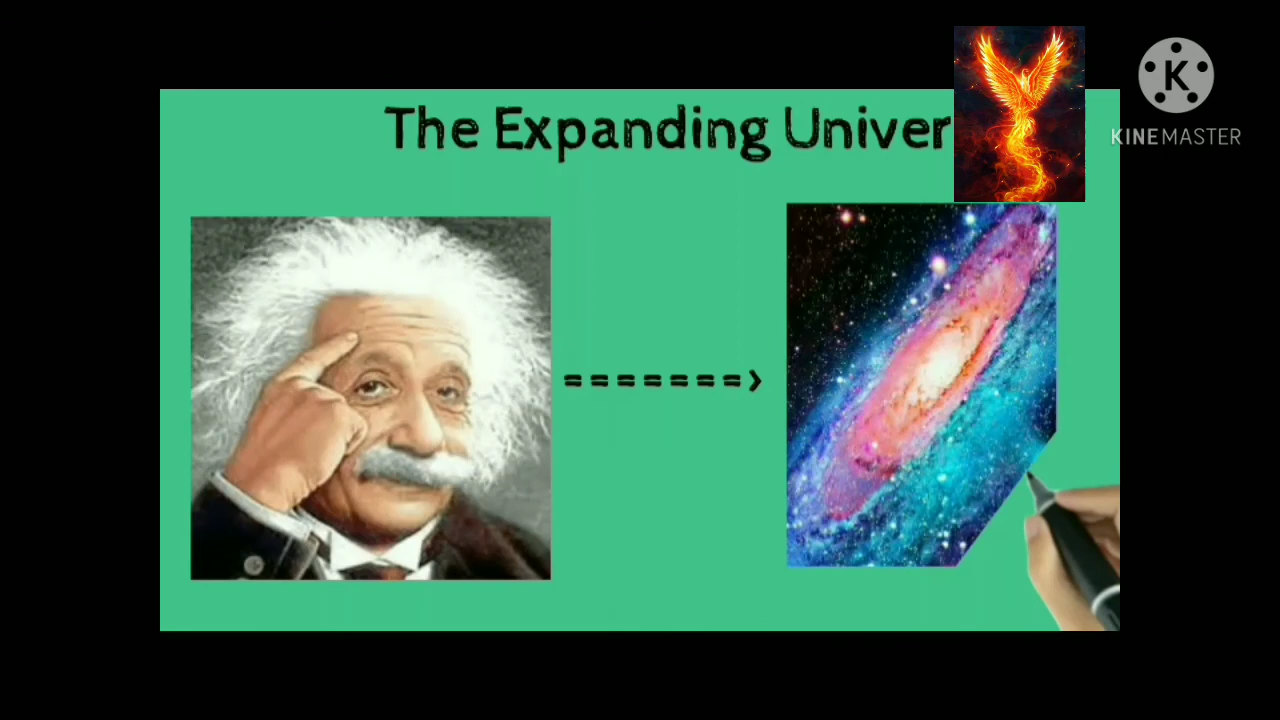 The Expanding Univer
K
KINEMASTER
=======>